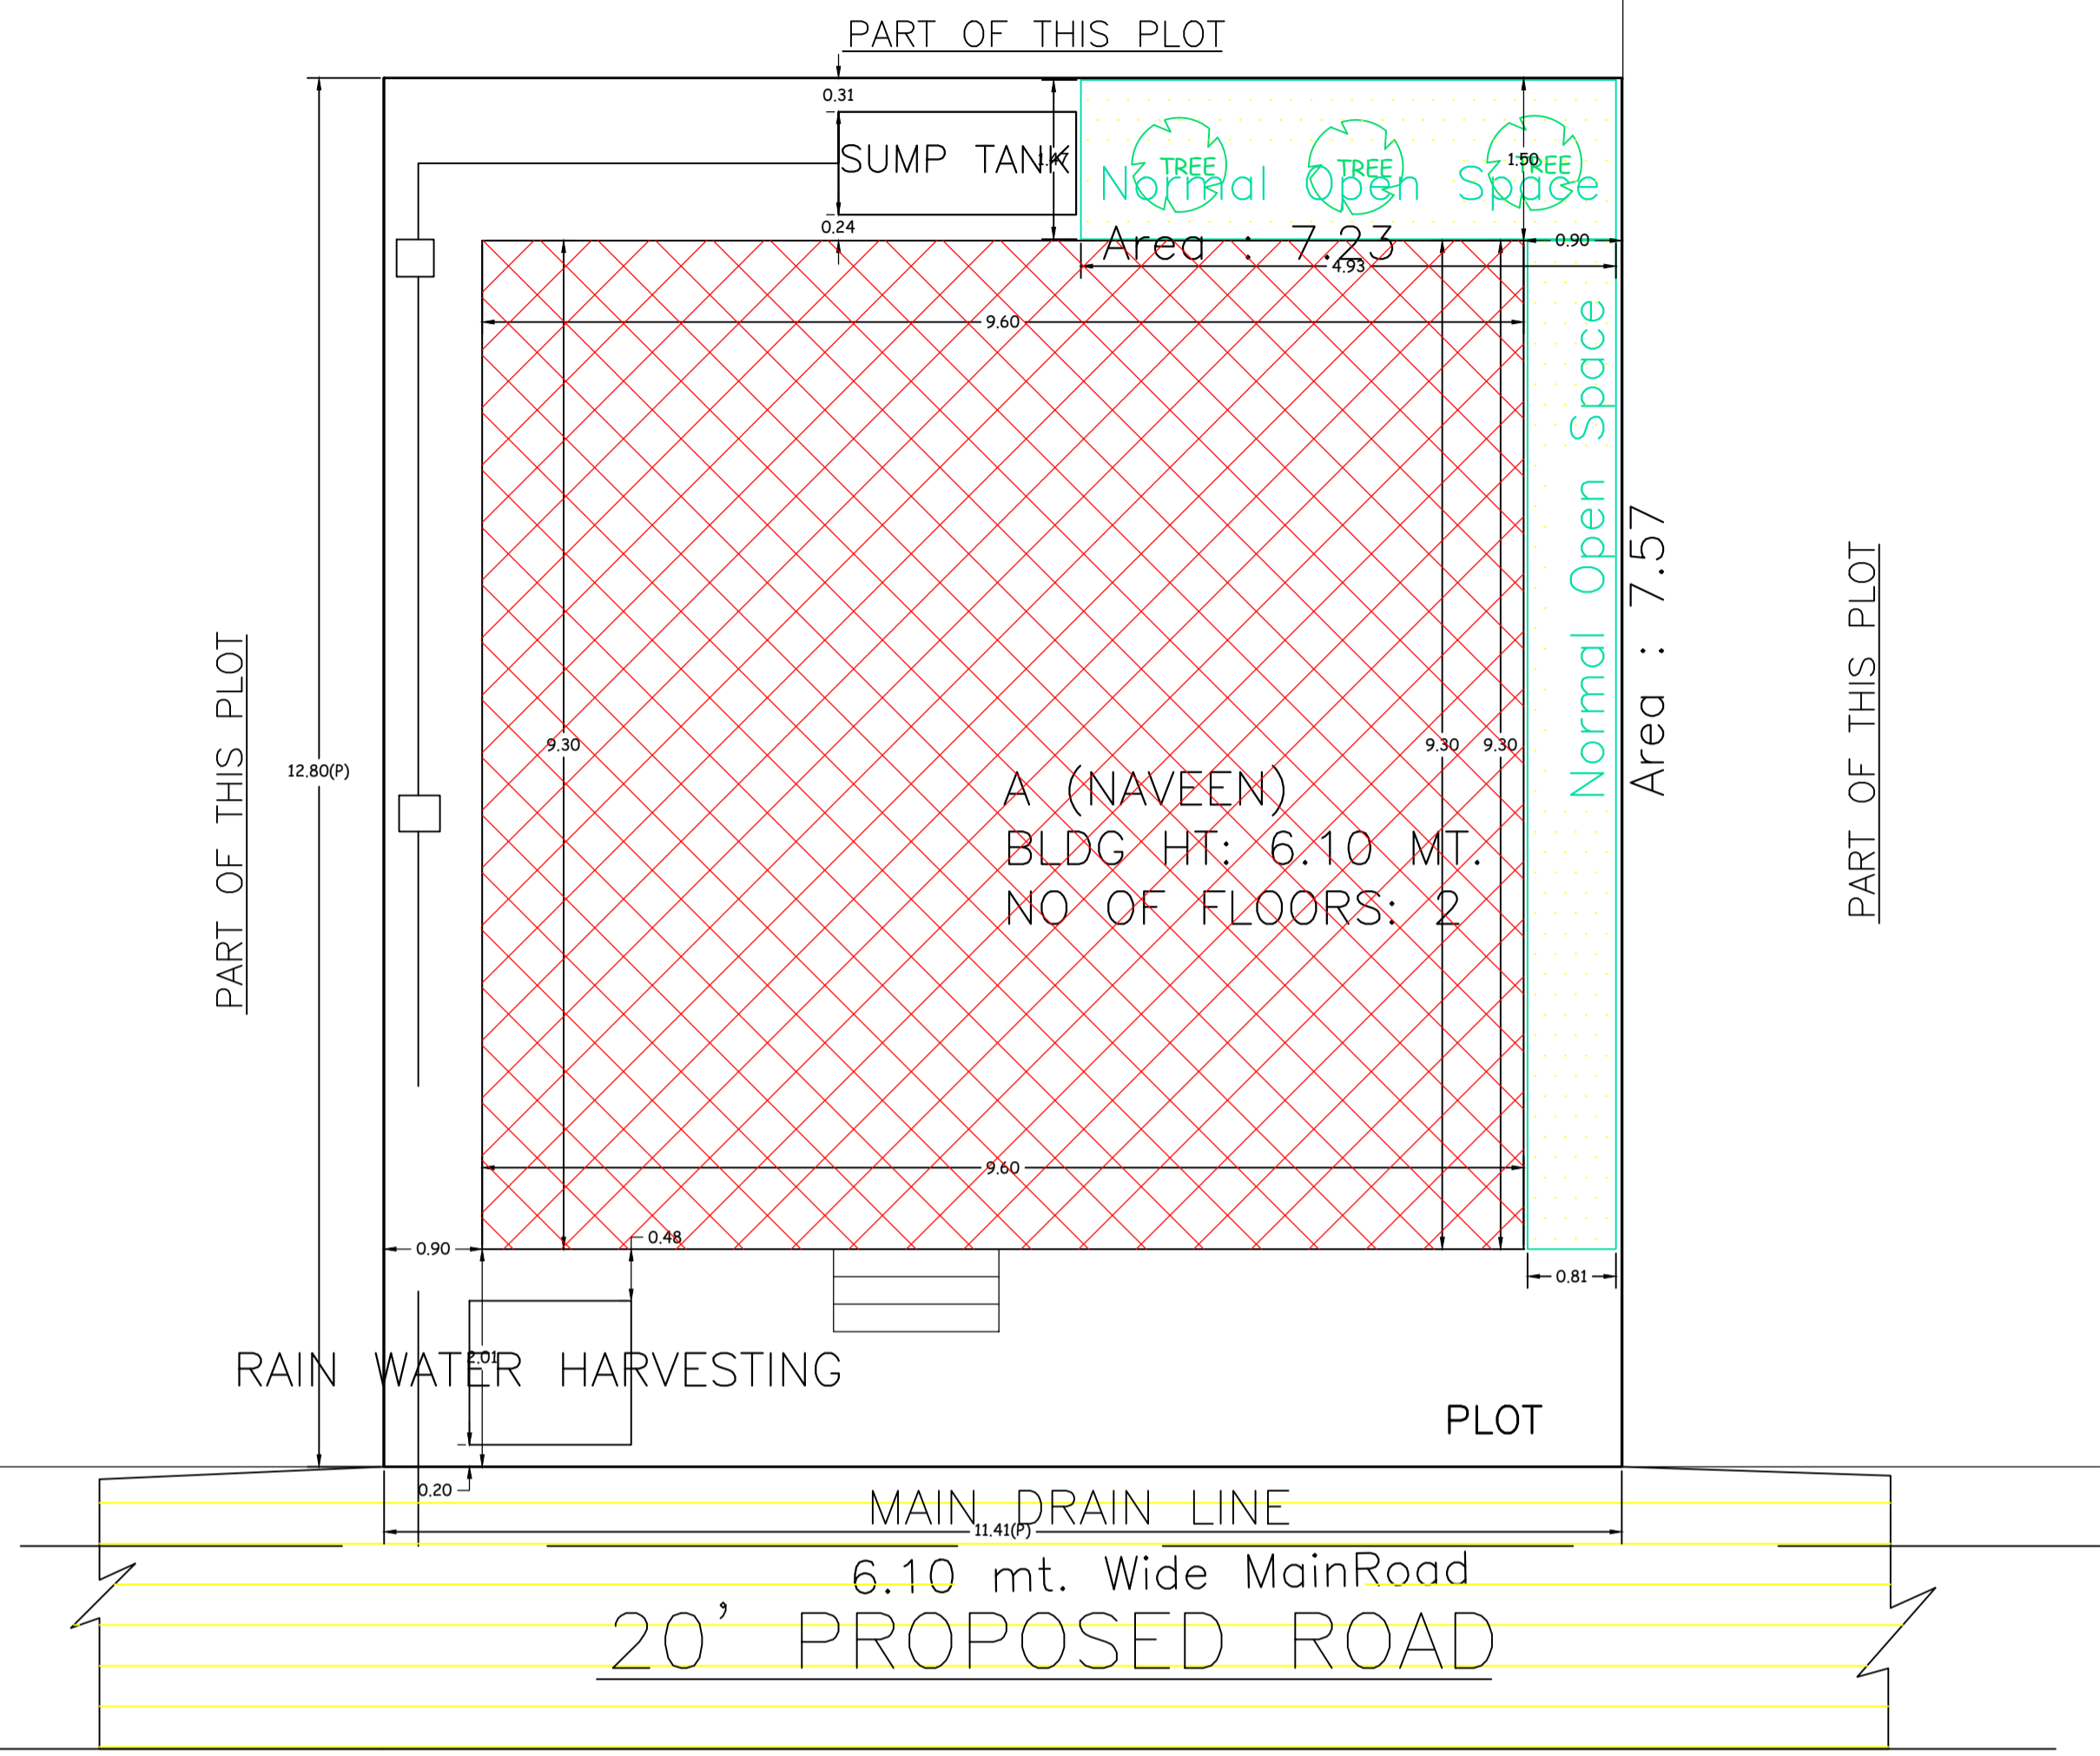 PART OF THIS PLOT
0.31
SUMP TANK
1.47
TREE
TREE
TREE
1.50
Normal Open Space
0.24
Area : 7.23
0.90
4.93
9.60
Normal Open Space
Area : 7.57
PART OF THIS PLOT
PART OF THIS PLOT
12.80(P)
9.30
9.30
9.30
A (NAVEEN)
BLDG HT: 6.10 MT.
NO OF FLOORS: 2
9.60
0.90
0.48
0.81
2.01
RAIN WATER HARVESTING
PLOT
0.20
MAIN DRAIN LINE
11.41(P)
6.10 mt. Wide MainRoad
20' PROPOSED ROAD